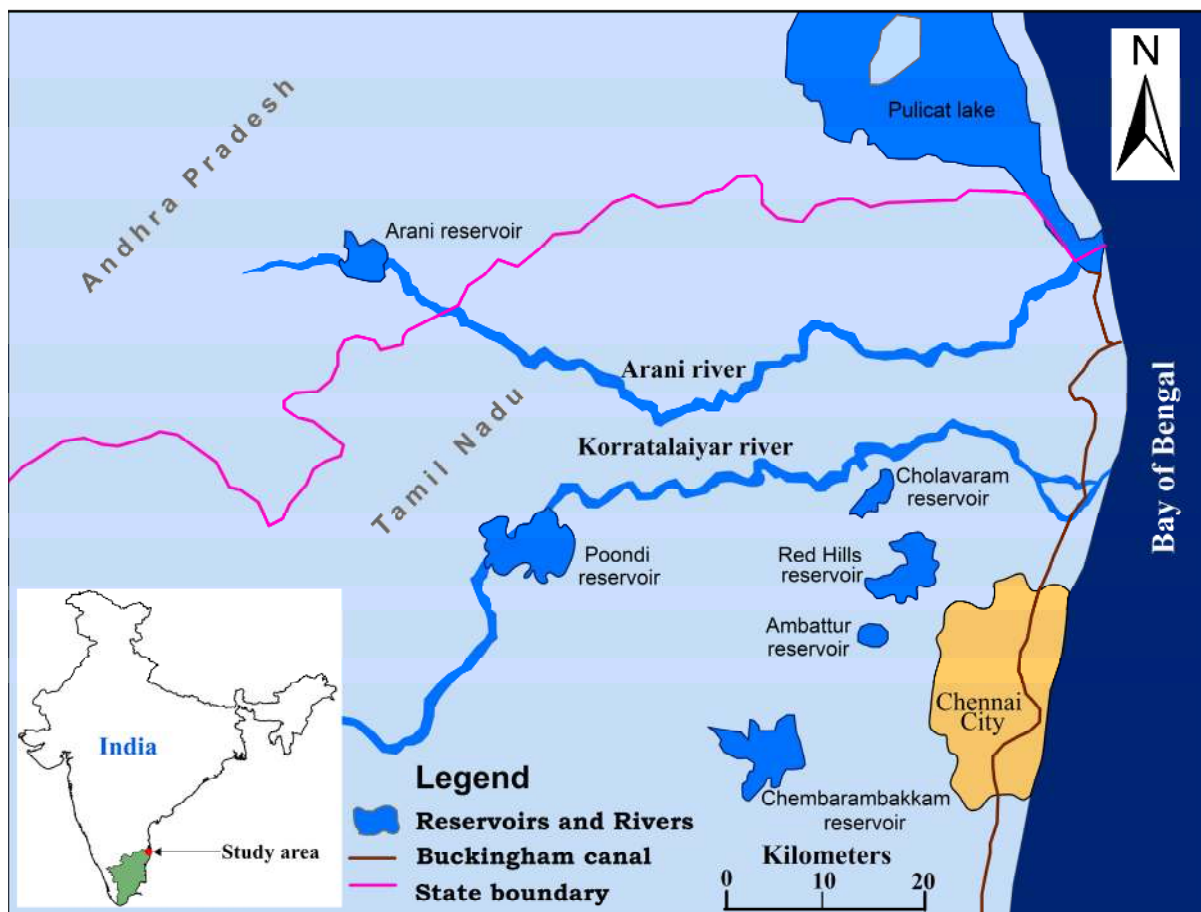 N
Pulicat lake
Andhra Pradesh
Arani reservoir
Arani river
Tamil Nadu
Korratalaiyar river
Cholavaram
reservoir
Bay of Bengal
Poondi
reservoir
Red Hills
reservoir
Ambattur
reservoir
Chennai
City
India
Study area
Chembarambakkam
reservoir
Legend
Reservoirs and Rivers
Buckingham canal
State boundary
Kilometers
0 10 20